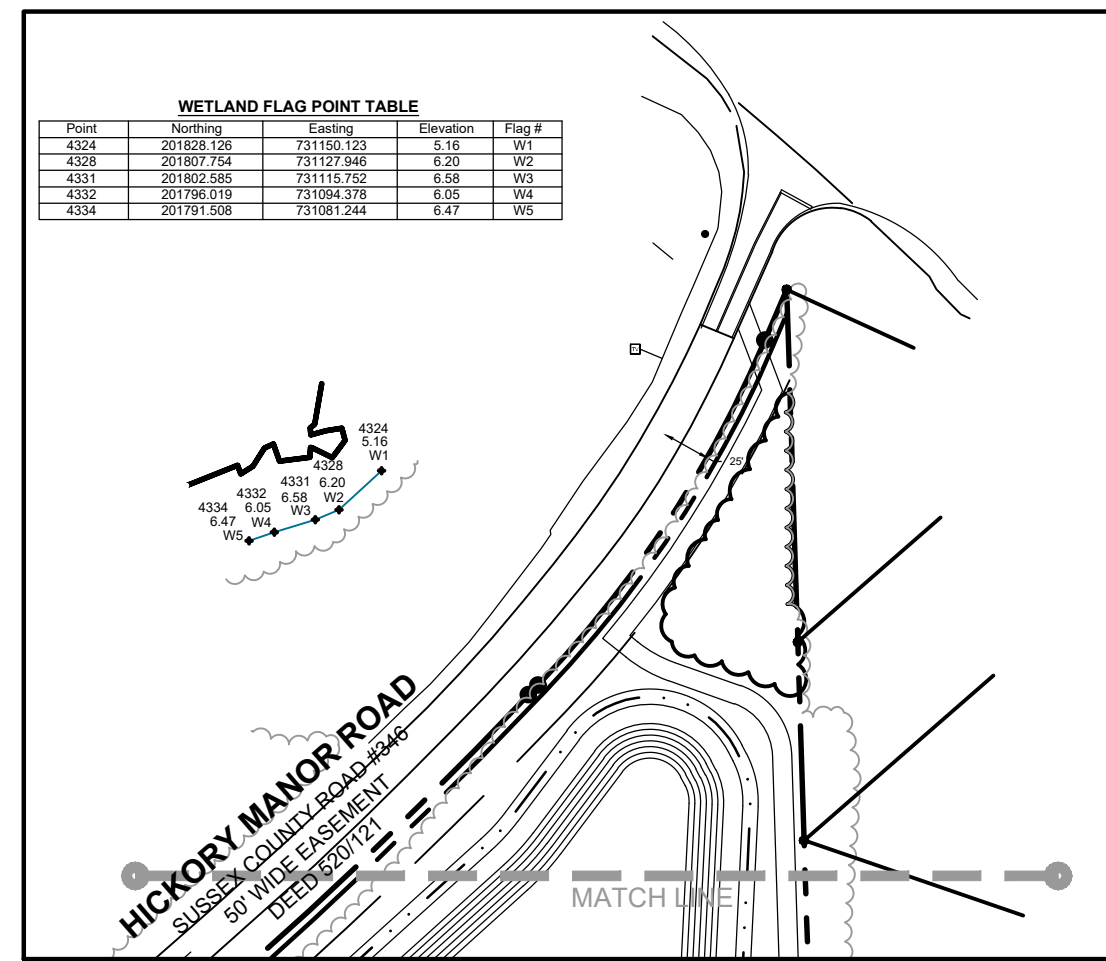 WETLAND FLAG POINT TABLE
Point Northing Easting Elevation Flag #
4324 201828.126 731150.123 5.16 W1
4328 201807.754 731127.946 6.20 W2
4331 201802.585 731115.752 6.58 W3
4332 201796.019 731094.378 6.05 W4
4334 201791.508 731081.244 6.47 W5
4324
5.16
W1
4328
6.20
W2
4331
6.58
W3
4332
6.05
W4
4334
6.47
W5
25'
HICKORY MANOR ROAD
SUSSEX COUNTY ROAD #346
50' WIDE EASEMENT
DEED 520/121
MATCH LINE